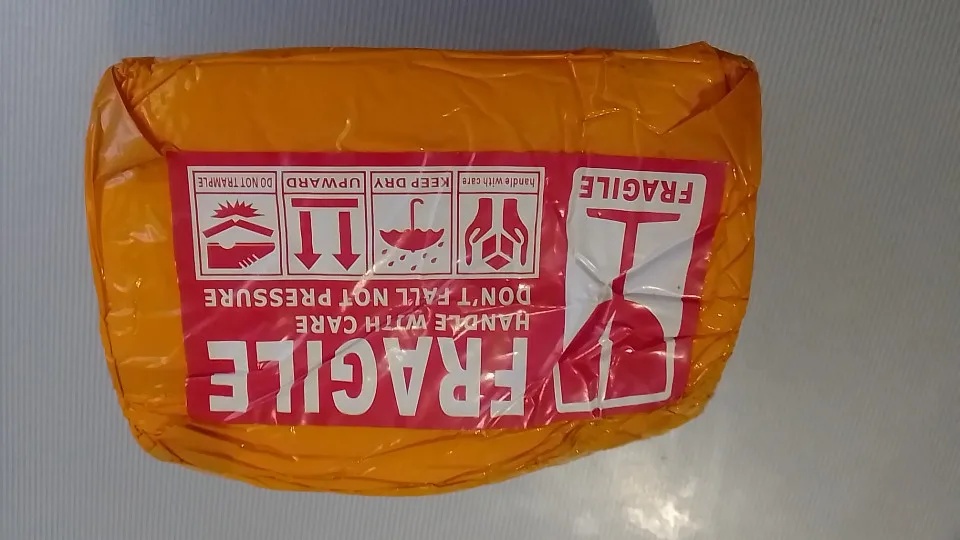 FRAGILE
FRAGILE
HANDLE WITH CARE
DON'T FALL NOT PRESSURE
handle with care
KEEP DRY
UPWARD
DO NOT TRAMPLE